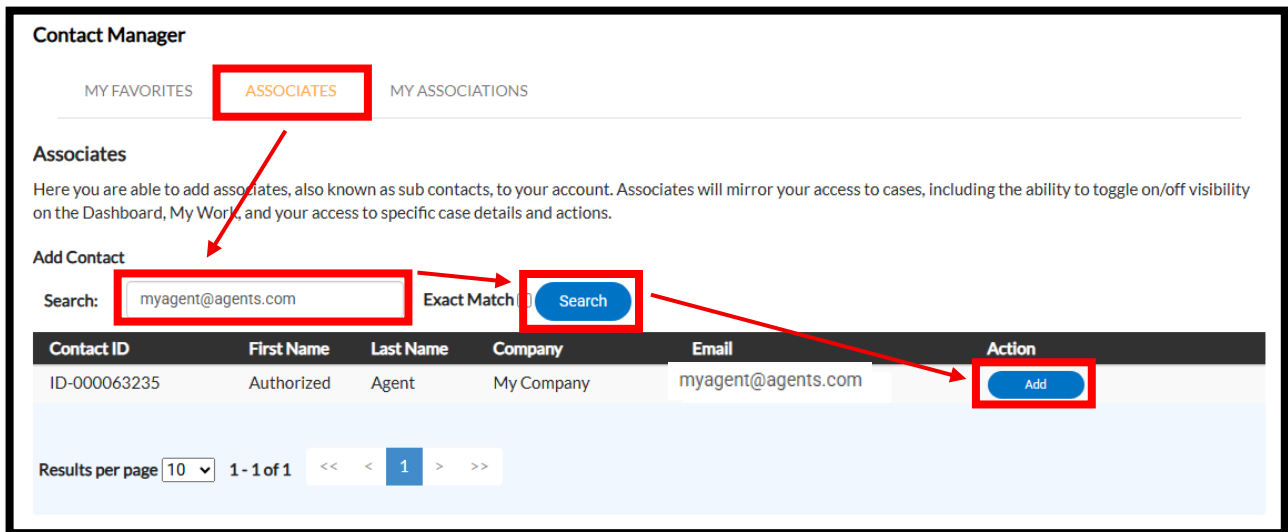 Contact Manager
MY FAVORITES ASSOCIATES MY ASSOCIATIONS
Associates
Here you are able to add associates, also known as sub contacts, to your account. Associates will mirror your access to cases, including the ability to toggle on/off visibility
on the Dashboard, My Work, and your access to specific case details and actions.
Add Contact
Search: myagent@agents.com Exact Match Search
Contact ID First Name Last Name Company Email Action
ID-000063235 Authorized Agent My Company myagent@agents.com Add
Results per page 10 1 - 1 of 1 << < 1 > >>